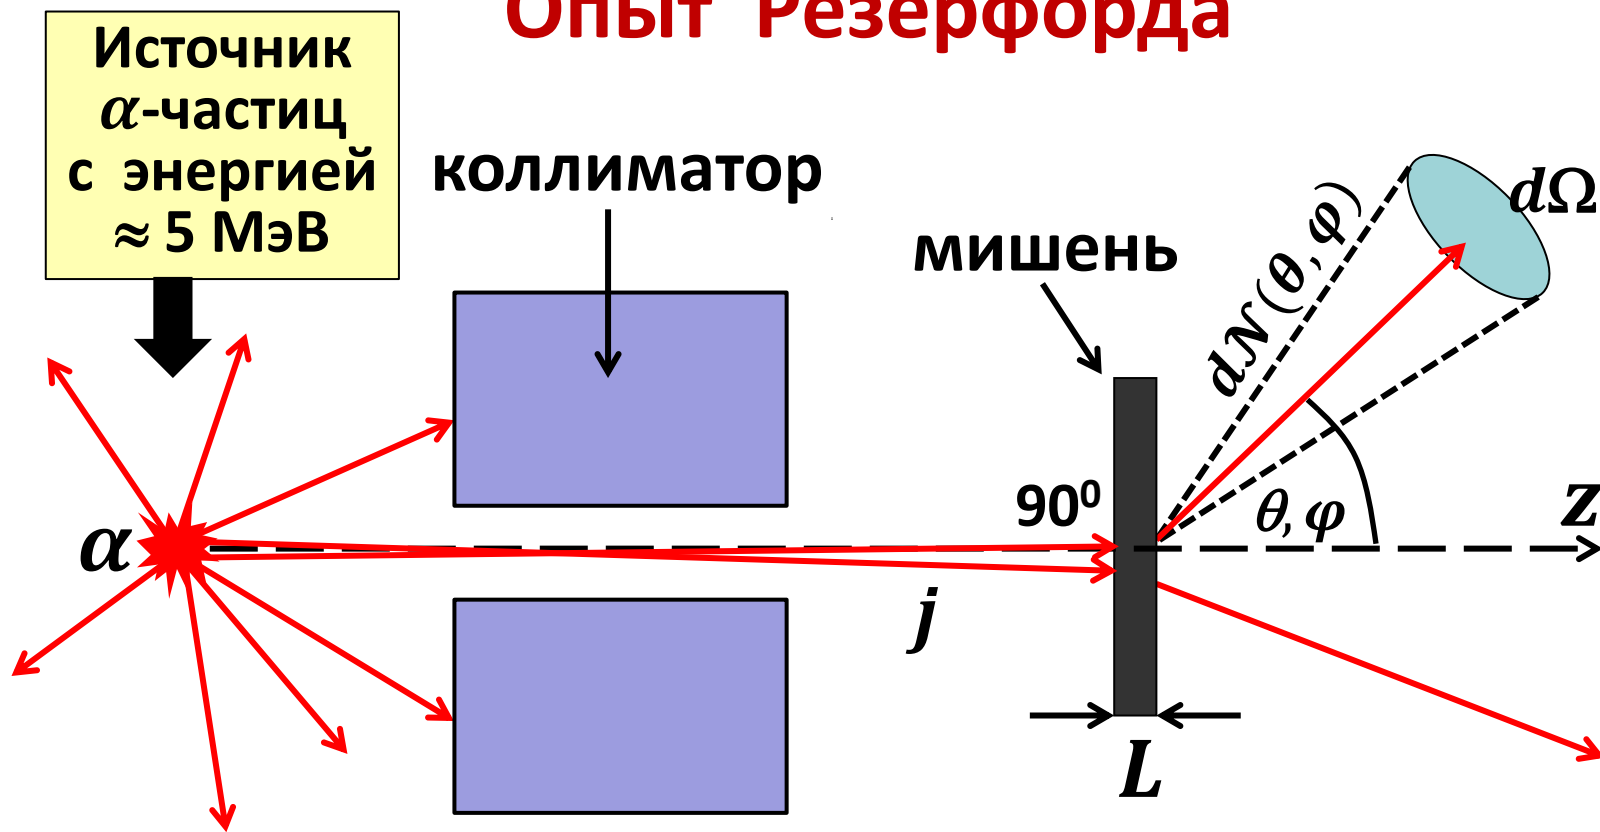 Опыт Резерфорда
Источник
α-частиц
с энергией
≈ 5 МэВ
коллиматор
мишень
dΩ
d𝒩(θ, φ)
90⁰
θ, φ
z
α
j
L